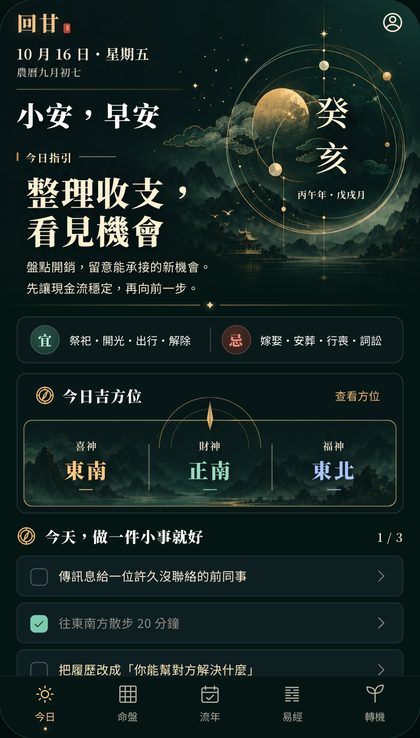 回甘
10 月 16 日・星期五
農曆九月初七
小安，早安
今日指引
整理收支，
看見機會
盤點開銷，留意能承接的新機會。
先讓現金流穩定，再向前一步。
癸
亥
丙午年・戊戌月
宜
祭祀・開光・出行・解除
忌
嫁娶・安葬・行喪・詞訟
今日吉方位
查看方位
喜神
東南
財神
正南
福神
東北
今天，做一件小事就好
1 / 3
傳訊息給一位許久沒聯絡的前同事
往東南方散步 20 分鐘
把履歷改成「你能幫對方解決什麼」
今日
命盤
流年
易經
轉機